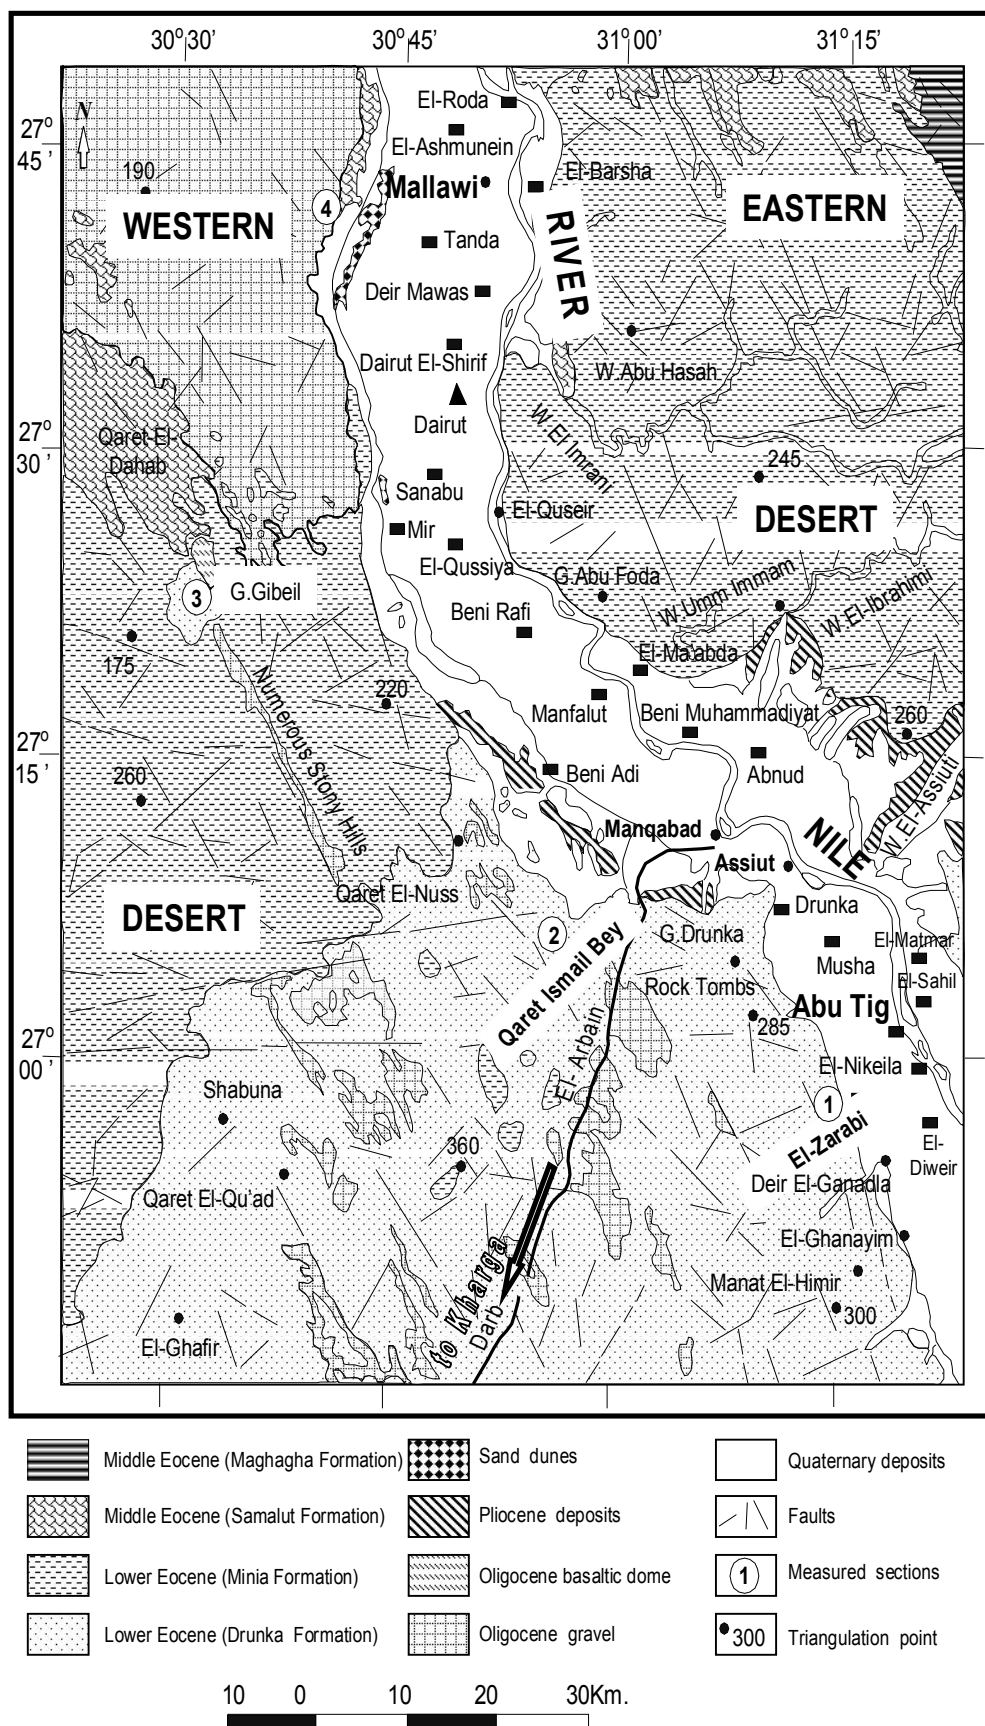 30°30' 30°45' 31°00' 31°15'
N
El-Roda
27°
45'
El-Ashmunein
190
Mallawi
El-Barsha
4
WESTERN
EASTERN
RIVER
Tanda
Deir Mawas
Dairut El-Shirif
W.Abu Hasah
Dairut
W El Imrani
27°
30'
Qaret-El-
Dahab
245
Sanabu
El-Quseir
DESERT
Mir
El-Qussiya
G.Abu Foda
W.Umm Immam
W.El-Ibrahimi
3
G.Gibeil
Beni Rafi
El-Ma'abda
175
Numerous Stony Hills
220
Manfalut
Beni Muhammadiyat
260
27°
15'
260
Beni Adi
Abnud
W El-Assiuti
Manqabad
NILE
Assiut
Qaret El-Nuss
DESERT
Drunka
2
Qaret Ismail Bey
G.Drunka
El-Matmar
Musha
El-Sahil
Rock Tombs
Abu Tig
285
27°
00'
El-Nikeila
El- Arbain
Shabuna
1
El-Zarabi
El-
Diweir
360
Deir El-Ganadla
Qaret El-Qu'ad
El-Ghanayim
to Kharga
Manat El-Himir
Darb
300
El-Ghafir
Middle Eocene (Maghagha Formation)
Sand dunes
Quaternary deposits
Middle Eocene (Samalut Formation)
Pliocene deposits
Faults
Lower Eocene (Minia Formation)
Oligocene basaltic dome
1
Measured sections
Lower Eocene (Drunka Formation)
Oligocene gravel
300
Triangulation point
10 0 10 20 30Km.